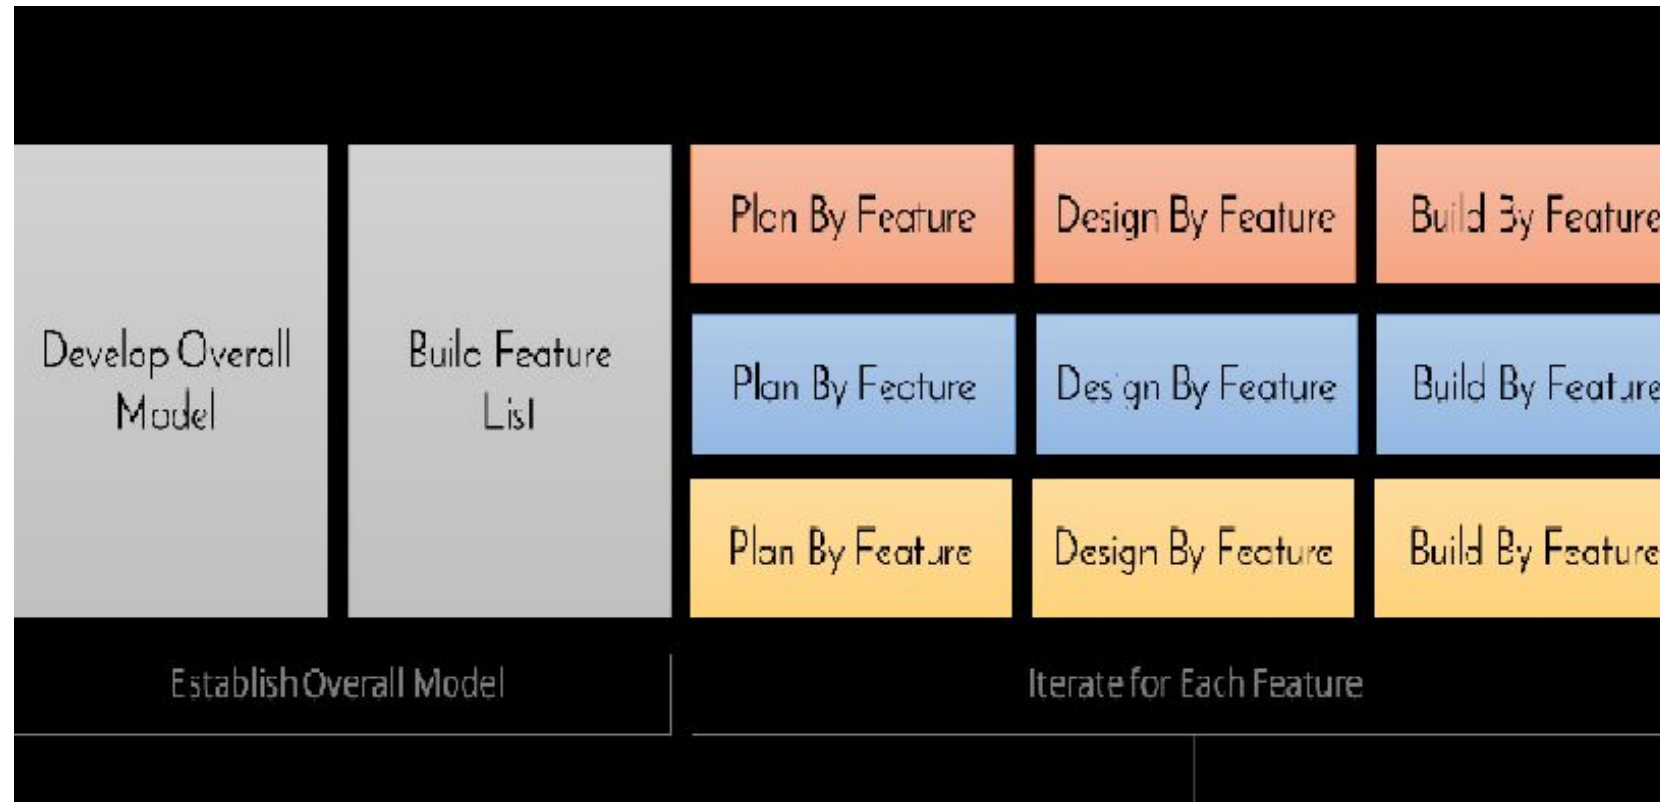 Develop Overall
Model
Build Feature
List
Plan By Feature
Design By Feature
Build By Feature
Plan By Feature
Design By Feature
Build By Feature
Plan By Feature
Design By Feature
Build By Feature
Establish Overall Model
Iterate for Each Feature